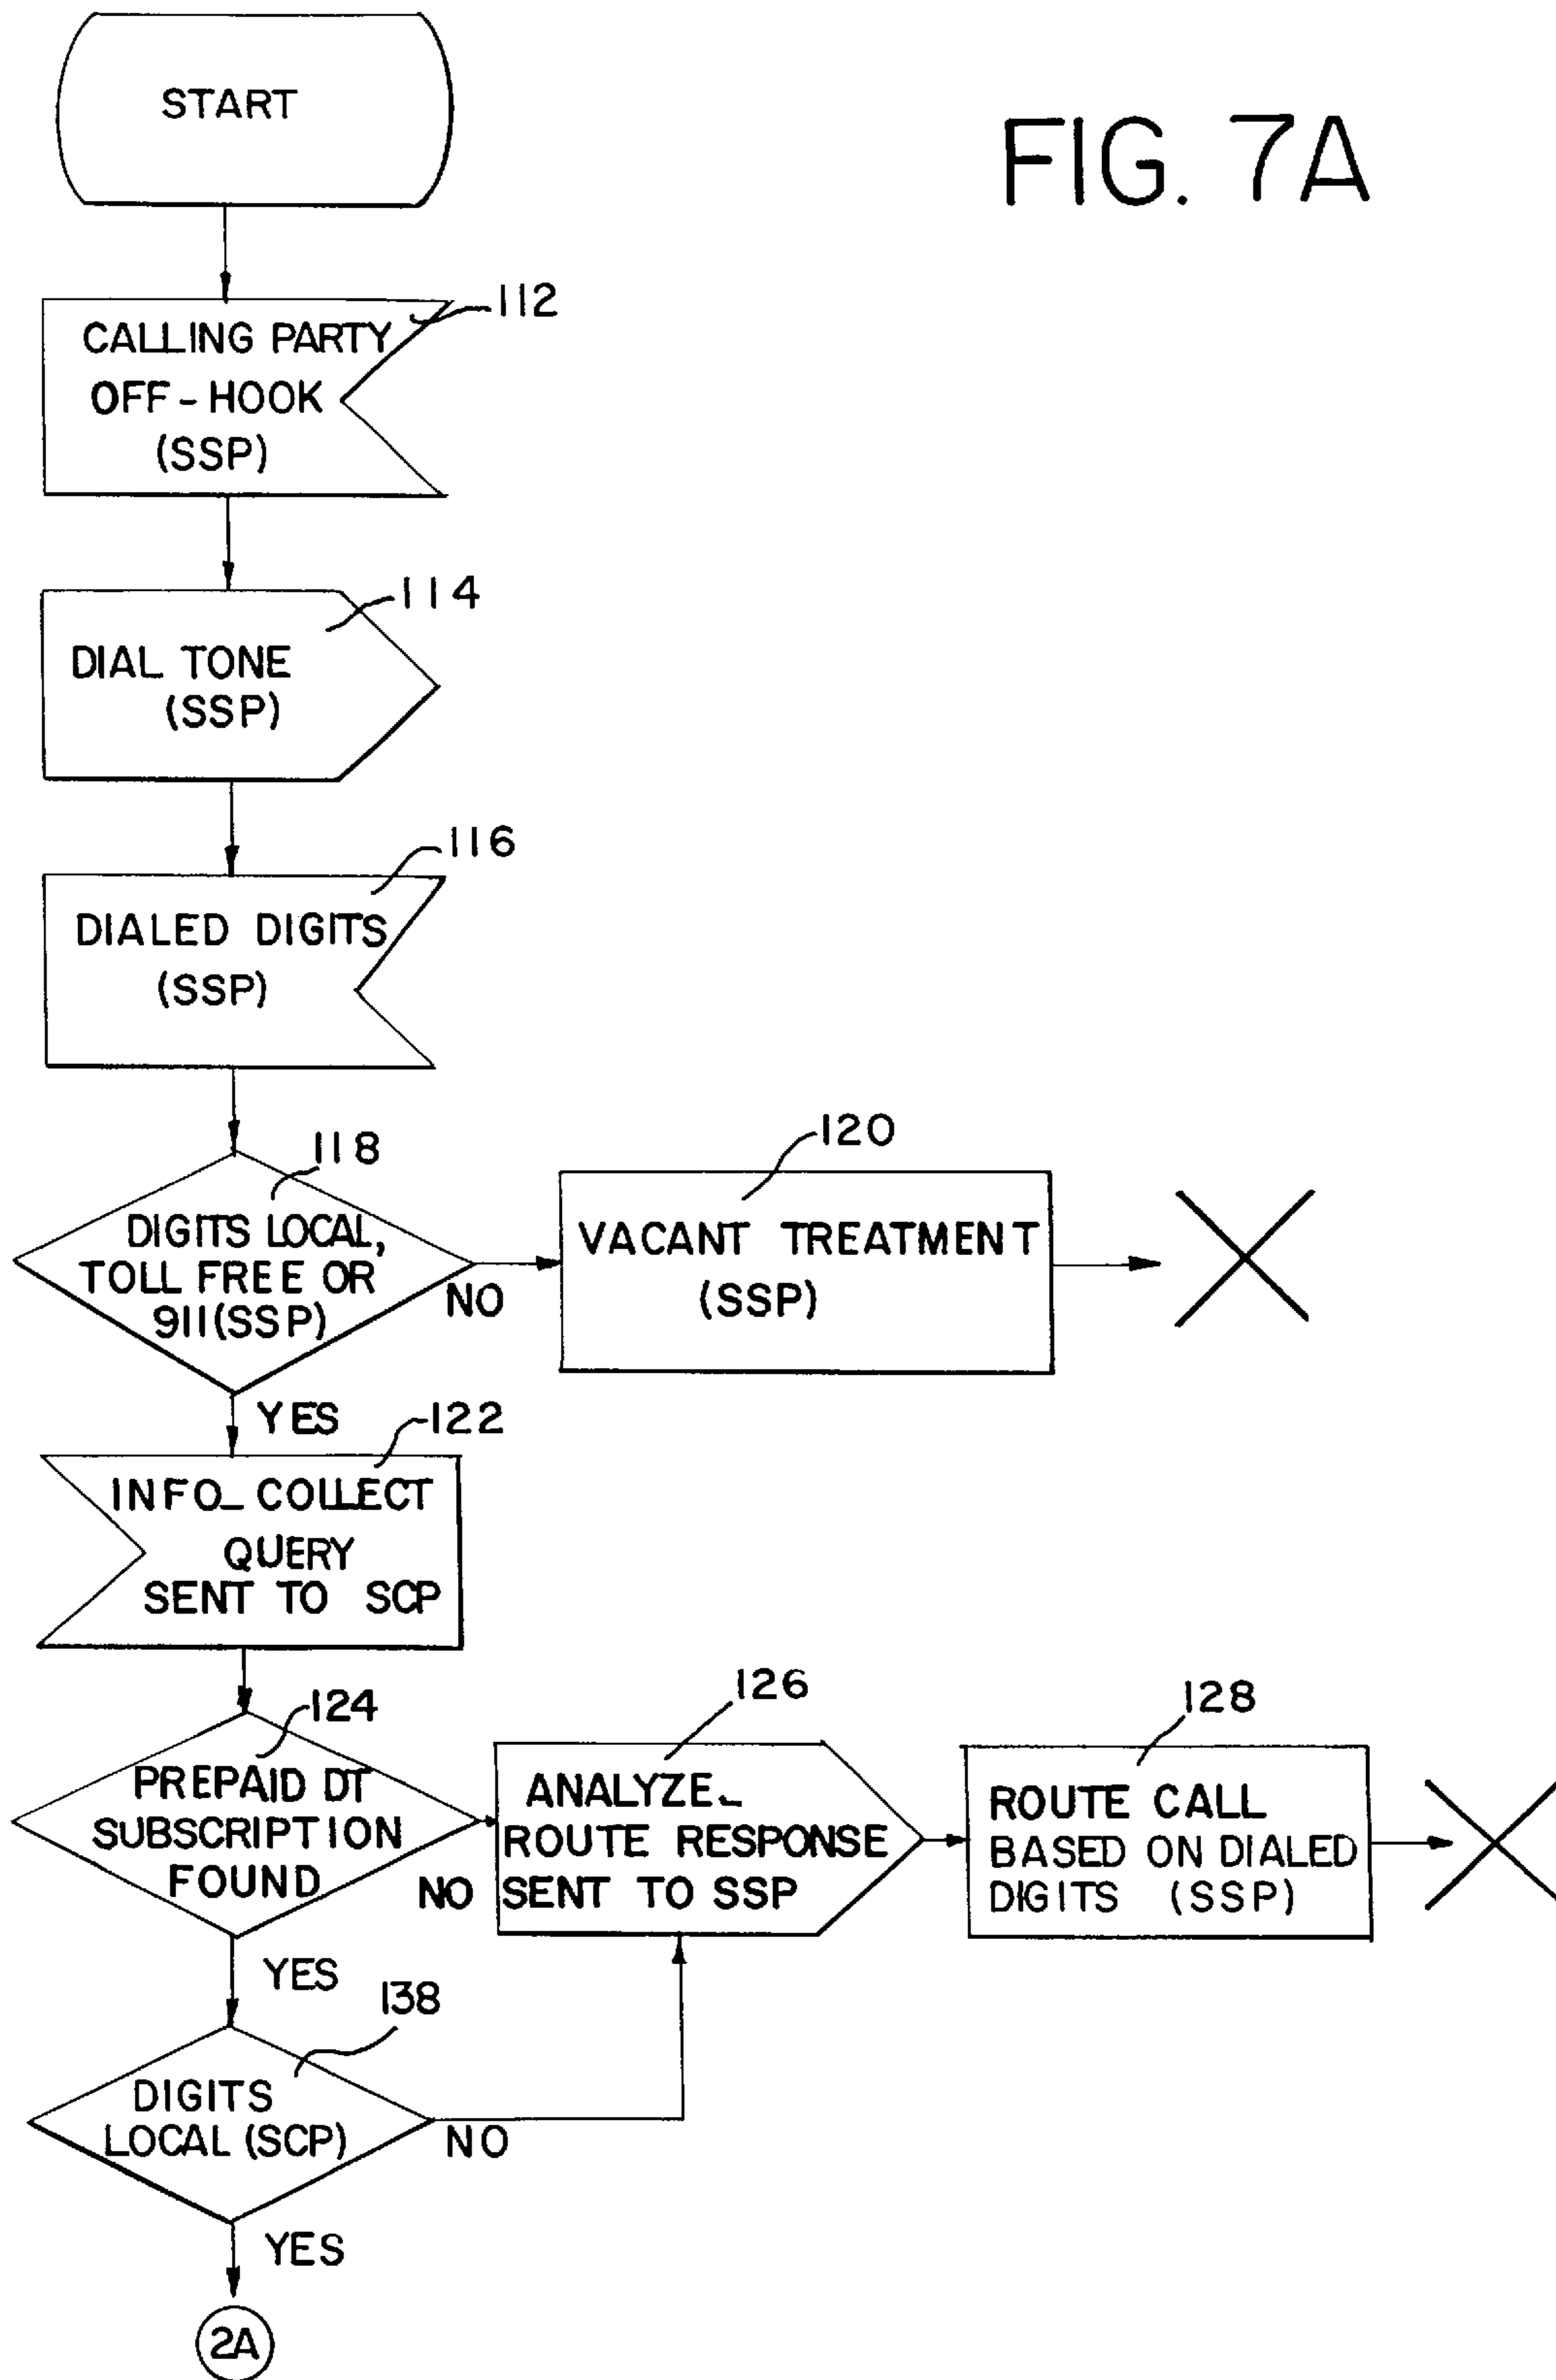 START
FIG. 7A
112
CALLING PARTY
OFF-HOOK
(SSP)
114
DIAL TONE
(SSP)
116
DIALED DIGITS
(SSP)
118
DIGITS LOCAL,
TOLL FREE OR
911(SSP)
NO
120
VACANT TREATMENT
(SSP)
YES
122
INFO_COLLECT
QUERY
SENT TO SCP
124
PREPAID DT
SUBSCRIPTION
FOUND
NO
126
ANALYZE_
ROUTE RESPONSE
SENT TO SSP
128
ROUTE CALL
BASED ON DIALED
DIGITS (SSP)
YES
138
DIGITS
LOCAL (SCP)
NO
YES
2A